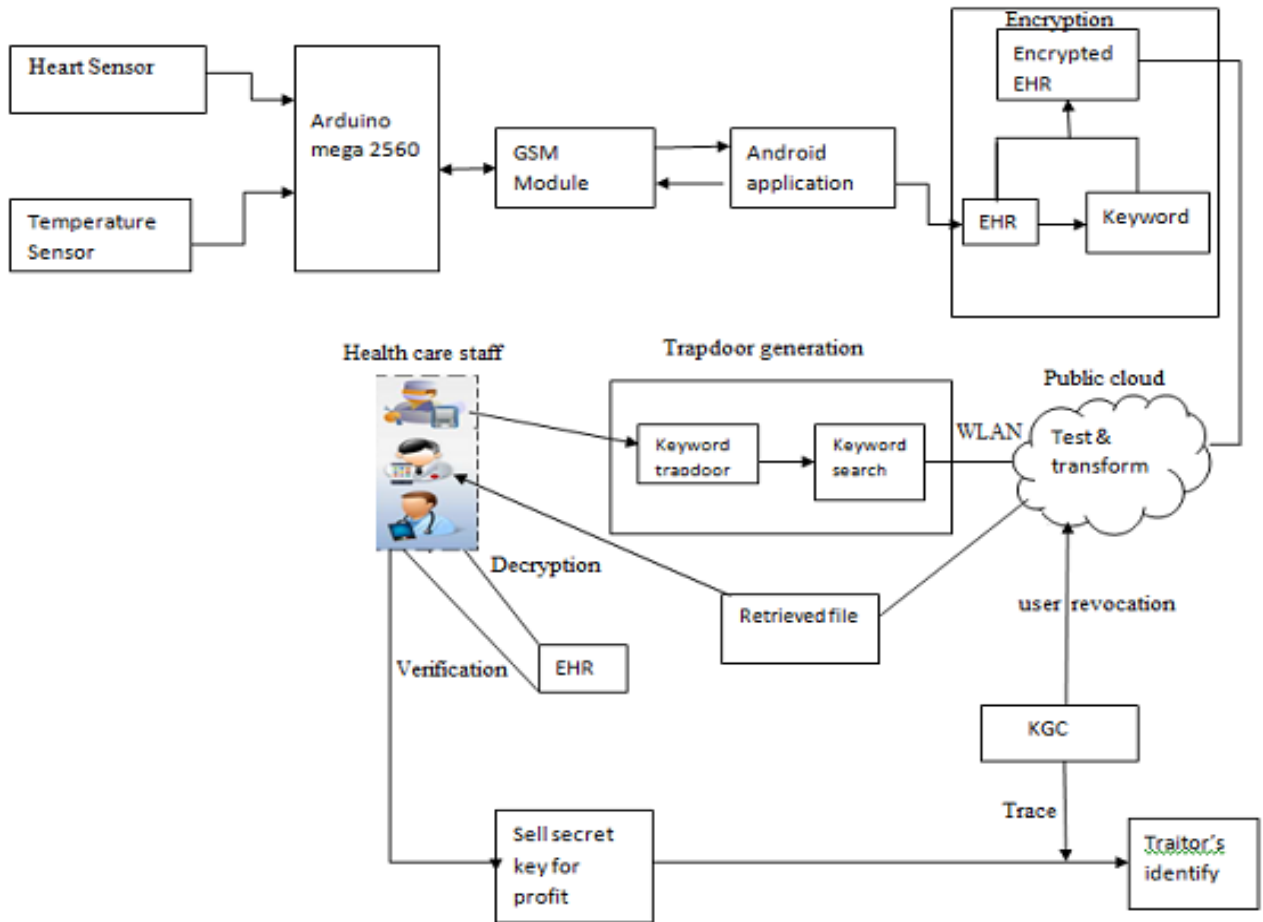 Encryption
Heart Sensor
Encrypted
EHR
Arduino
mega 2560
GSM
Module
Android
application
Temperature
Sensor
EHR
Keyword
Health care staff
Trapdoor generation
Public cloud
Keyword
trapdoor
Keyword
search
WLAN
Test &
transform
Decryption
Retrieved file
user revocation
Verification
EHR
KGC
Trace
Sell secret
key for
profit
Traitor's
identify